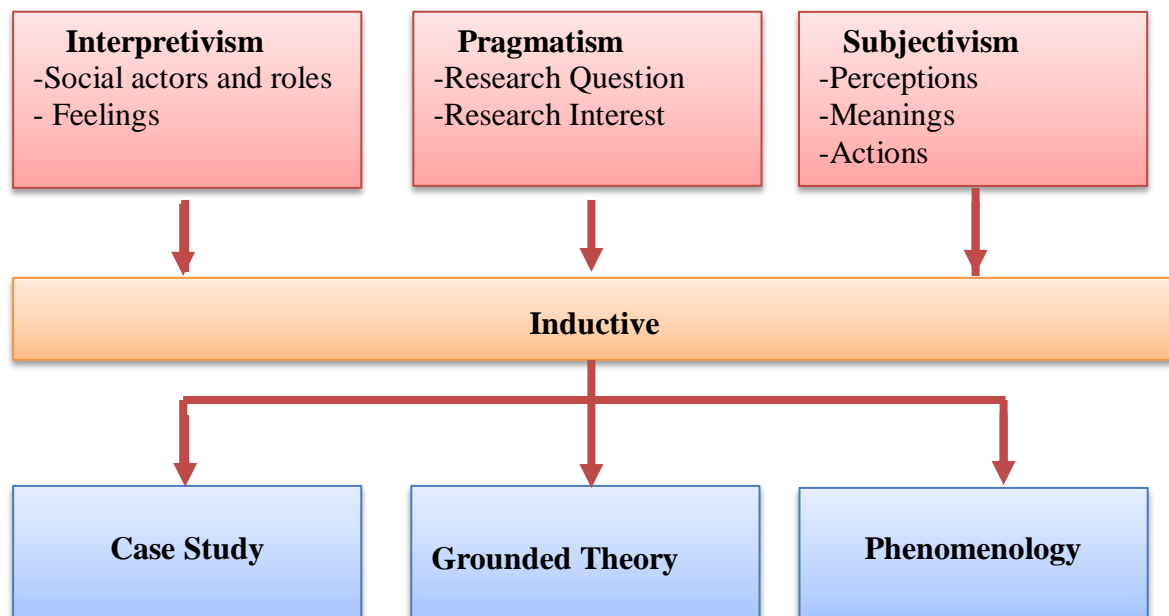 Interpretivism
-Social actors and roles
- Feelings
Pragmatism
-Research Question
-Research Interest
Subjectivism
-Perceptions
-Meanings
-Actions
Inductive
Case Study
Grounded Theory
Phenomenology